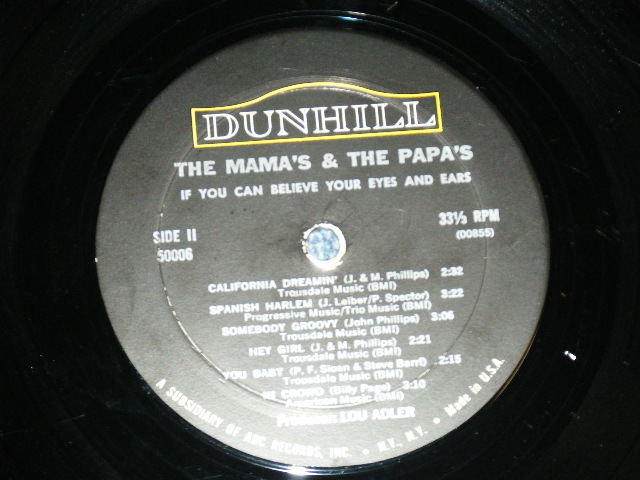 DUNHILL
THE MAMA'S & THE PAPA'S
IF YOU CAN BELIEVE YOUR EYES AND EARS
SIDE II
50006
33⅓ RPM
(00855)
CALIFORNIA DREAMIN' (J. & M. Phillips) 2:32
Trousdale Music (BMI)
SPANISH HARLEM (J. Leiber/P. Spector) 3:22
Progressive Music/Trio Music (BMI)
SOMEBODY GROOVY (John Phillips) 3:06
Trousdale Music (BMI)
HEY GIRL (J. & M. Phillips) 2:21
Trousdale Music (BMI)
YOU BABY (P. F. Sloan & Steve Barri) 2:15
Trousdale Music (BMI)
IN CROWD (Billy Page) 3:10
American Music (BMI)
Producer: LOU ADLER
A SUBSIDIARY OF ABC RECORDS, INC. • N.Y., N.Y. • Made in U.S.A.